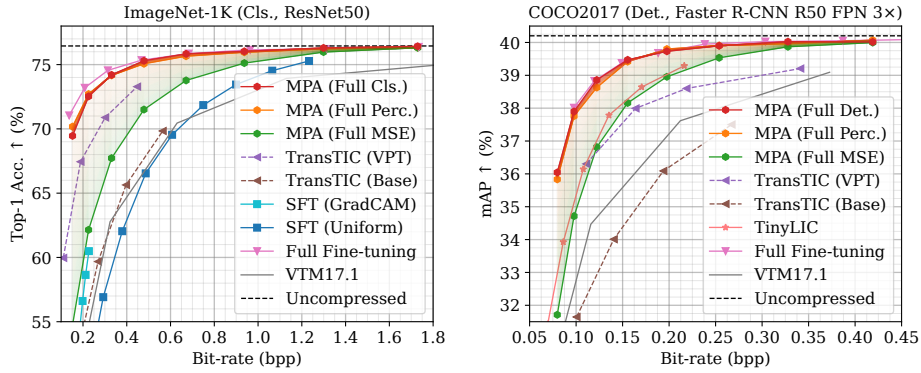 ImageNet-1K (Cls., ResNet50)
Top-1 Acc. ↑ (%)
75
70
65
60
55
MPA (Full Cls.)
MPA (Full Perc.)
MPA (Full MSE)
TransTIC (VPT)
TransTIC (Base)
SFT (GradCAM)
SFT (Uniform)
Full Fine-tuning
VTM17.1
Uncompressed
0.2 0.4 0.6 0.8 1.0 1.2 1.4 1.6 1.8
Bit-rate (bpp)
COCO2017 (Det., Faster R-CNN R50 FPN 3×)
mAP ↑ (%)
40
39
38
37
36
35
34
33
32
MPA (Full Det.)
MPA (Full Perc.)
MPA (Full MSE)
TransTIC (VPT)
TransTIC (Base)
TinyLIC
Full Fine-tuning
VTM17.1
Uncompressed
0.05 0.10 0.15 0.20 0.25 0.30 0.35 0.40 0.45
Bit-rate (bpp)